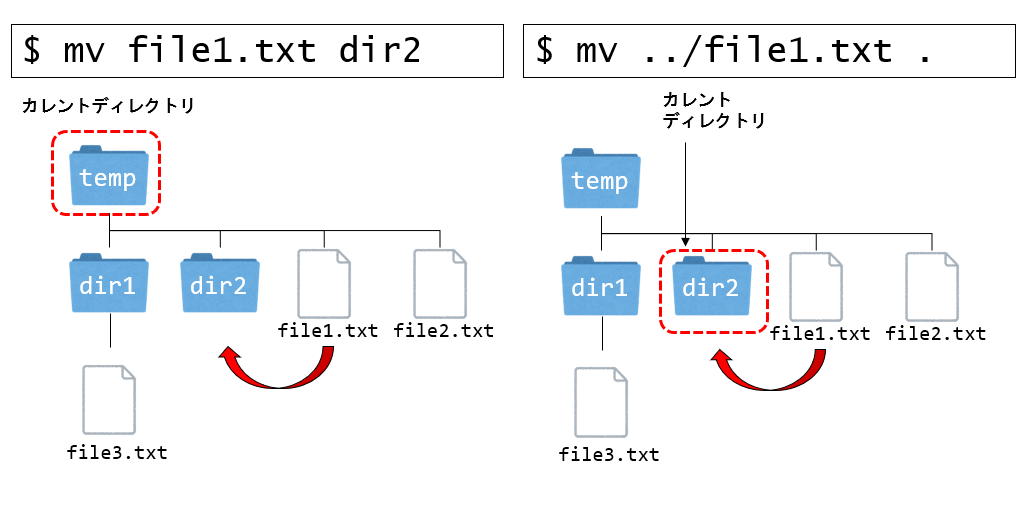 $ mv file1.txt dir2
カレントディレクトリ
temp
dir1
dir2
file1.txt
file2.txt
file3.txt
$ mv ../file1.txt .
カレント
ディレクトリ
temp
dir1
dir2
file1.txt
file2.txt
file3.txt